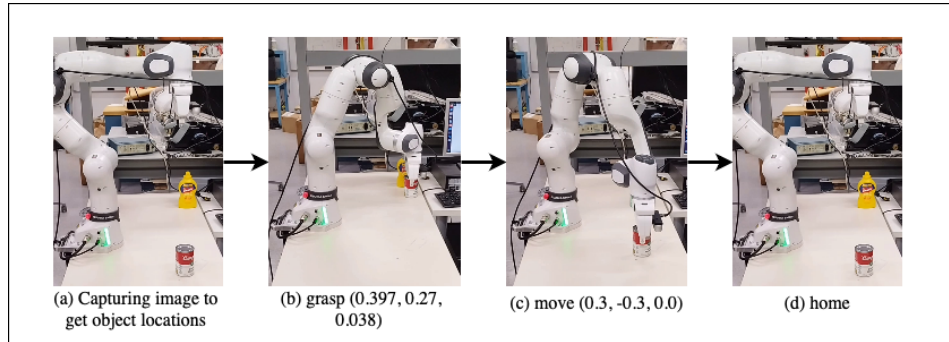 (a) Capturing image to
get object locations
(b) grasp (0.397, 0.27,
0.038)
(c) move (0.3, -0.3, 0.0)
(d) home